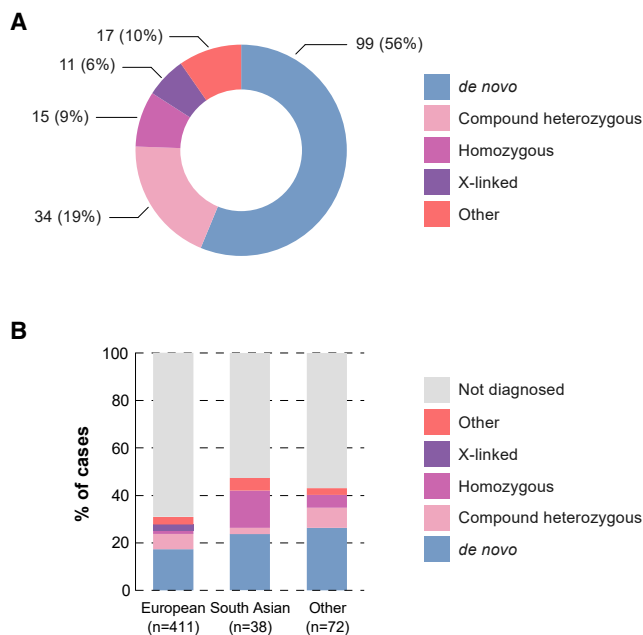 A
17 (10%)
99 (56%)
11 (6%)
15 (9%)
34 (19%)
de novo
Compound heterozygous
Homozygous
X-linked
Other
B
% of cases
100
80
60
40
20
0
European
(n=411)
South Asian
(n=38)
Other
(n=72)
Not diagnosed
Other
X-linked
Homozygous
Compound heterozygous
de novo